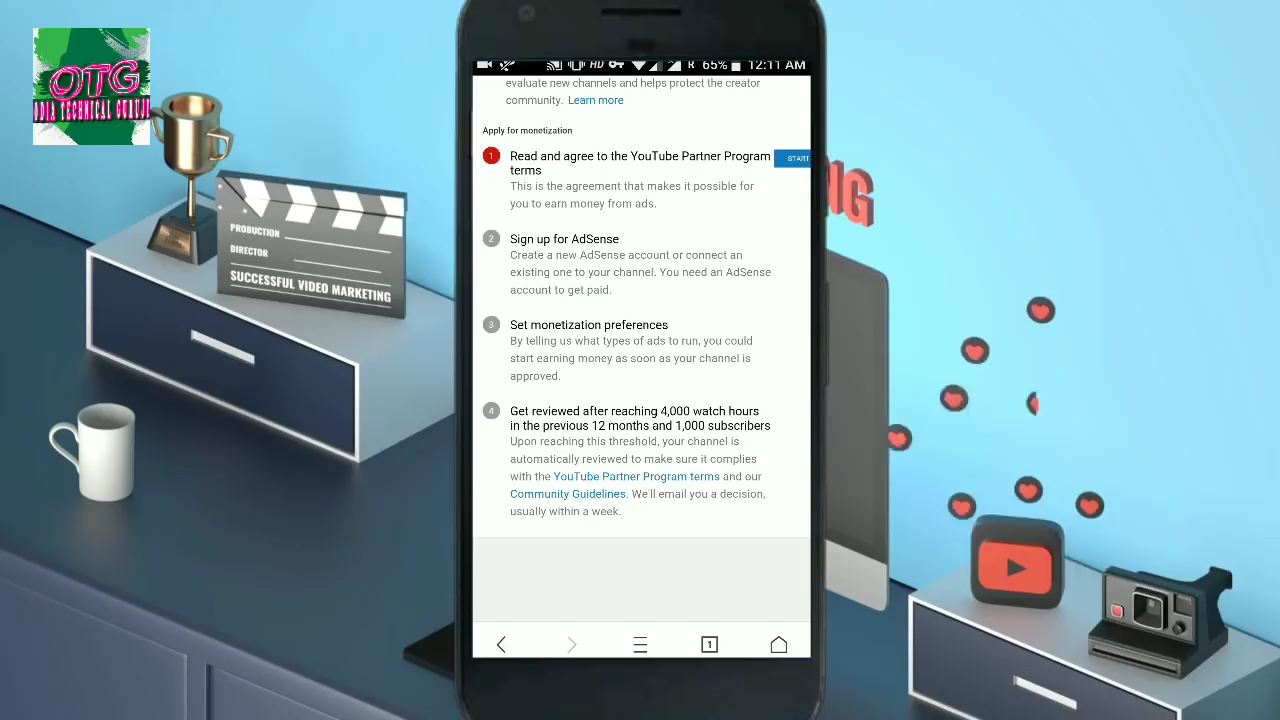 OTG
ODIA TECHNICAL GURUJI
PRODUCTION
DIRECTOR
SUCCESSFUL VIDEO MARKETING
NG
HD R 65% 12:11 AM
evaluate new channels and helps protect the creator
community. Learn more
Apply for monetization
1 Read and agree to the YouTube Partner Program
terms
START
This is the agreement that makes it possible for
you to earn money from ads.
2 Sign up for AdSense
Create a new AdSense account or connect an
existing one to your channel. You need an AdSense
account to get paid.
3 Set monetization preferences
By telling us what types of ads to run, you could
start earning money as soon as your channel is
approved.
4 Get reviewed after reaching 4,000 watch hours
in the previous 12 months and 1,000 subscribers
Upon reaching this threshold, your channel is
automatically reviewed to make sure it complies
with the YouTube Partner Program terms and our
Community Guidelines. We'll email you a decision,
usually within a week.
1